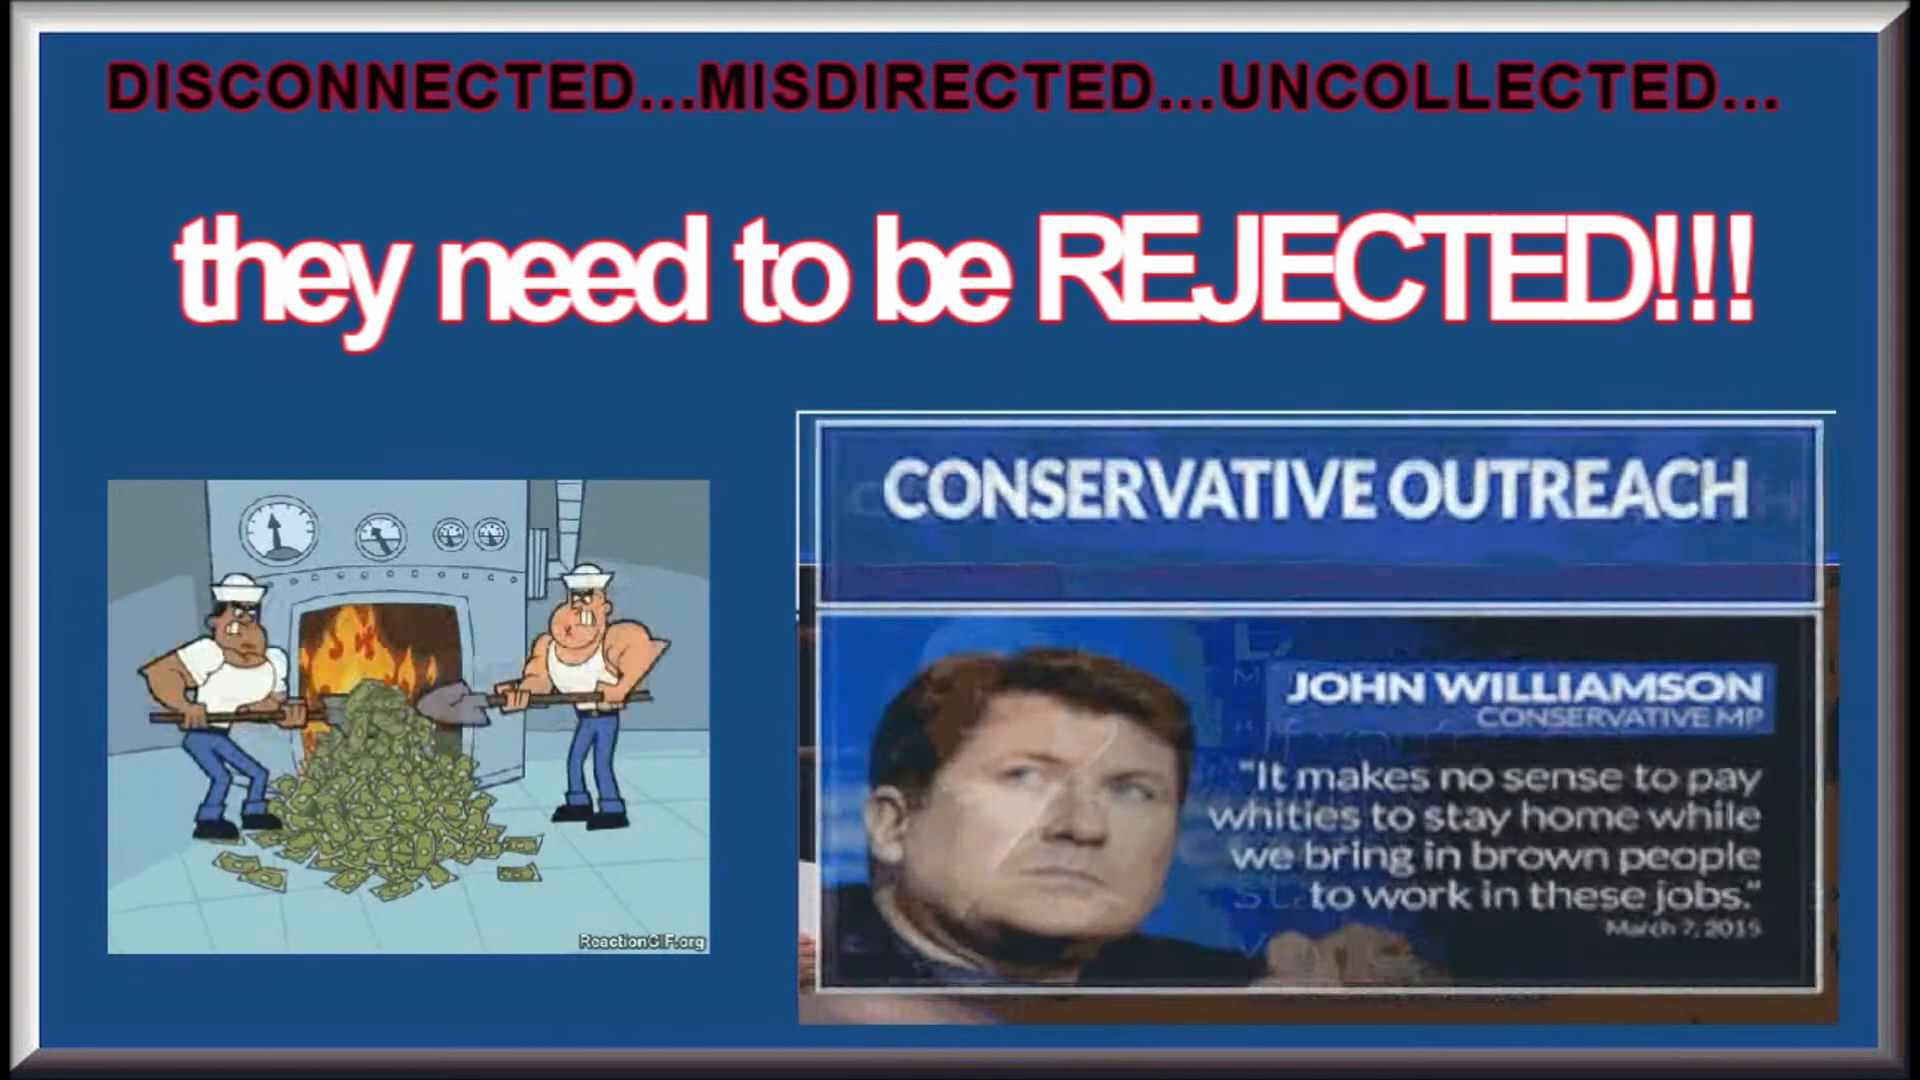 DISCONNECTED...MISDIRECTED...UNCOLLECTED...
they need to be REJECTED!!!
CONSERVATIVE OUTREACH
JOHN WILLIAMSON
CONSERVATIVE MP
"It makes no sense to pay
whities to stay home while
we bring in brown people
to work in these jobs."
March 7, 2015
ReactionGIF.org